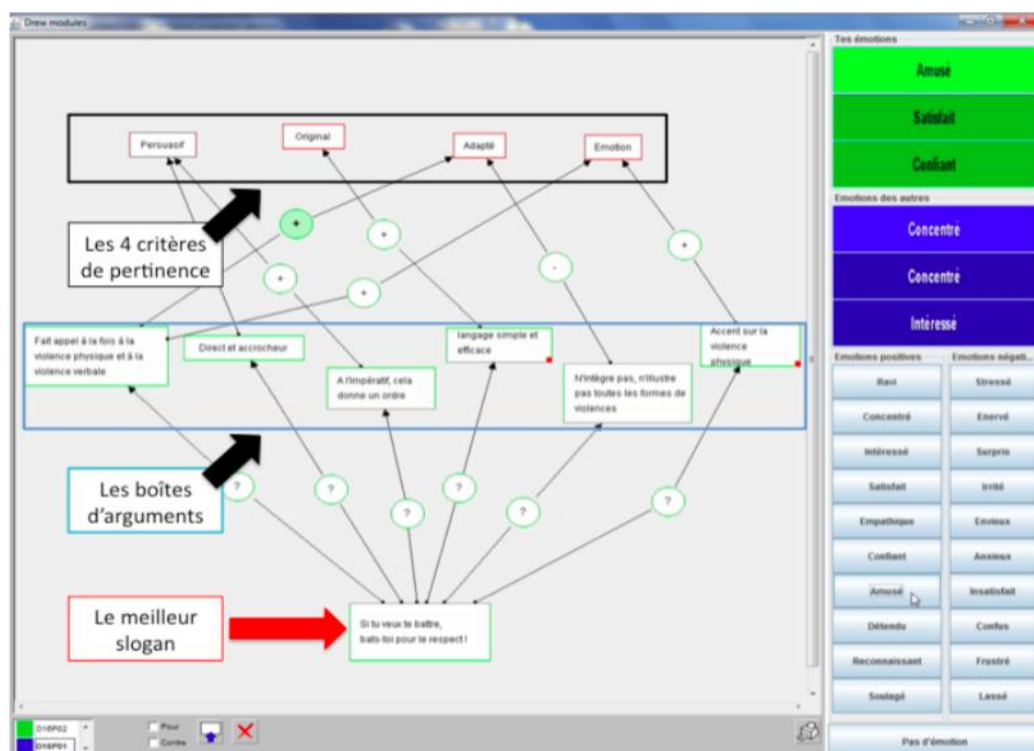 Drew modules
Persuasif
Original
Adapté
Emotion
+
+
+
+
-
+
Les 4 critères
de pertinence
Fait appel à la fois à la
violence physique et à la
violence verbale
Direct et accrocheur
A l'impératif, cela
donne un ordre
langage simple et
efficace
N'intègre pas, n'illustre
pas toutes les formes de
violences
Accent sur la
violence
physique
Les boîtes
d'arguments
?
?
?
?
?
?
Le meilleur
slogan
Si tu veux te battre,
bats-toi pour le respect !
D16P02
D16P01
Pour
Contre
Tes émotions
Amusé
Satisfait
Confiant
Emotions des autres
Concentré
Concentré
Intéressé
Emotions positives
Emotions négati...
Ravi
Stressé
Concentré
Enervé
Intéressé
Surpris
Satisfait
Irrité
Empathique
Envieux
Confiant
Anxieux
Amusé
Insatisfait
Détendu
Confus
Reconnaissant
Frustré
Soulagé
Lassé
Pas d'émotion